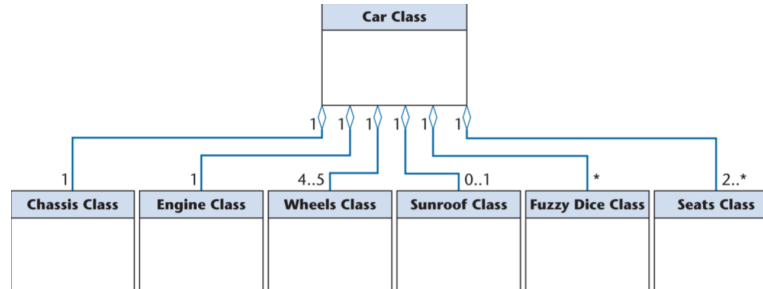 Car Class
1 1 1 1 1 1
1 1 4..5 0..1 * 2..*
Chassis Class Engine Class Wheels Class Sunroof Class Fuzzy Dice Class Seats Class